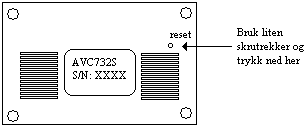 reset
Bruk liten
skrutrekker og
trykk ned her
AVC732S
S/N: XXXX